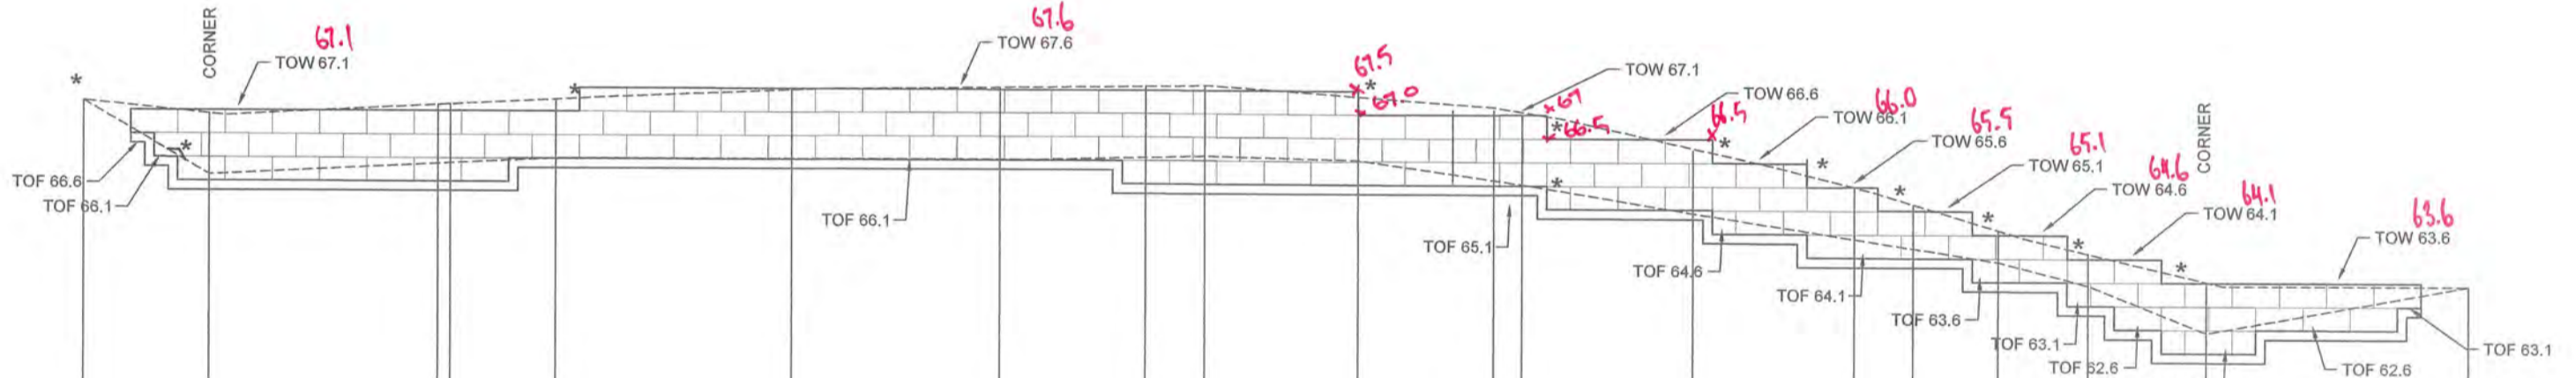 CORNER
67.1
TOW 67.1
67.6
TOW 67.6
67.5
67.0
TOW 67.1
67
66.5
TOW 66.6
66.5
66.0
TOW 66.1
65.5
TOW 65.6
65.1
TOW 65.1
64.6
TOW 64.6
CORNER
64.1
TOW 64.1
63.6
TOW 63.6
TOF 66.6
TOF 66.1
TOF 66.1
TOF 65.1
TOF 64.6
TOF 64.1
TOF 63.6
TOF 63.1
TOF 62.6
TOF 62.6
TOF 63.1